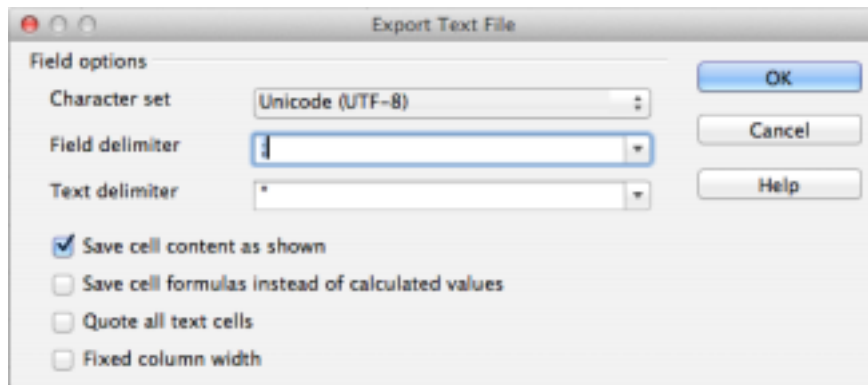 Export Text File
Field options
OK
Character set Unicode (UTF-8)
Cancel
Field delimiter
Help
Text delimiter "
Save cell content as shown
Save cell formulas instead of calculated values
Quote all text cells
Fixed column width